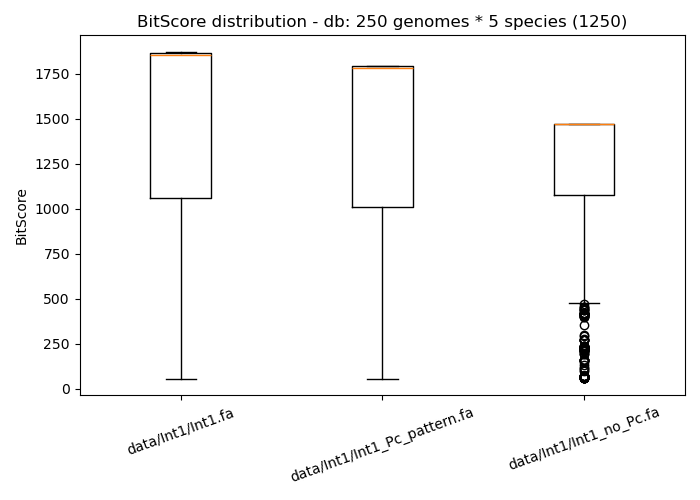 BitScore distribution - db: 250 genomes * 5 species (1250)
BitScore
1750
1500
1250
1000
750
500
250
0
data/Int1/Int1.fa
data/Int1/Int1_Pc_pattern.fa
data/Int1/Int1_no_Pc.fa